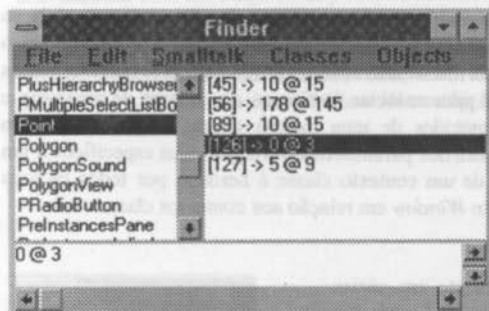 Finder
File Edit Smalltalk Classes Objects
PlusHierarchyBrowser
PMultipleSelectListBo
Point
Polygon
PolygonSound
PolygonView
PRadioButton
PreInstancesPane
[45] -> 10 @ 15
[56] -> 178 @ 145
[89] -> 10 @ 15
[126] -> 0 @ 3
[127] -> 5 @ 9
0 @ 3